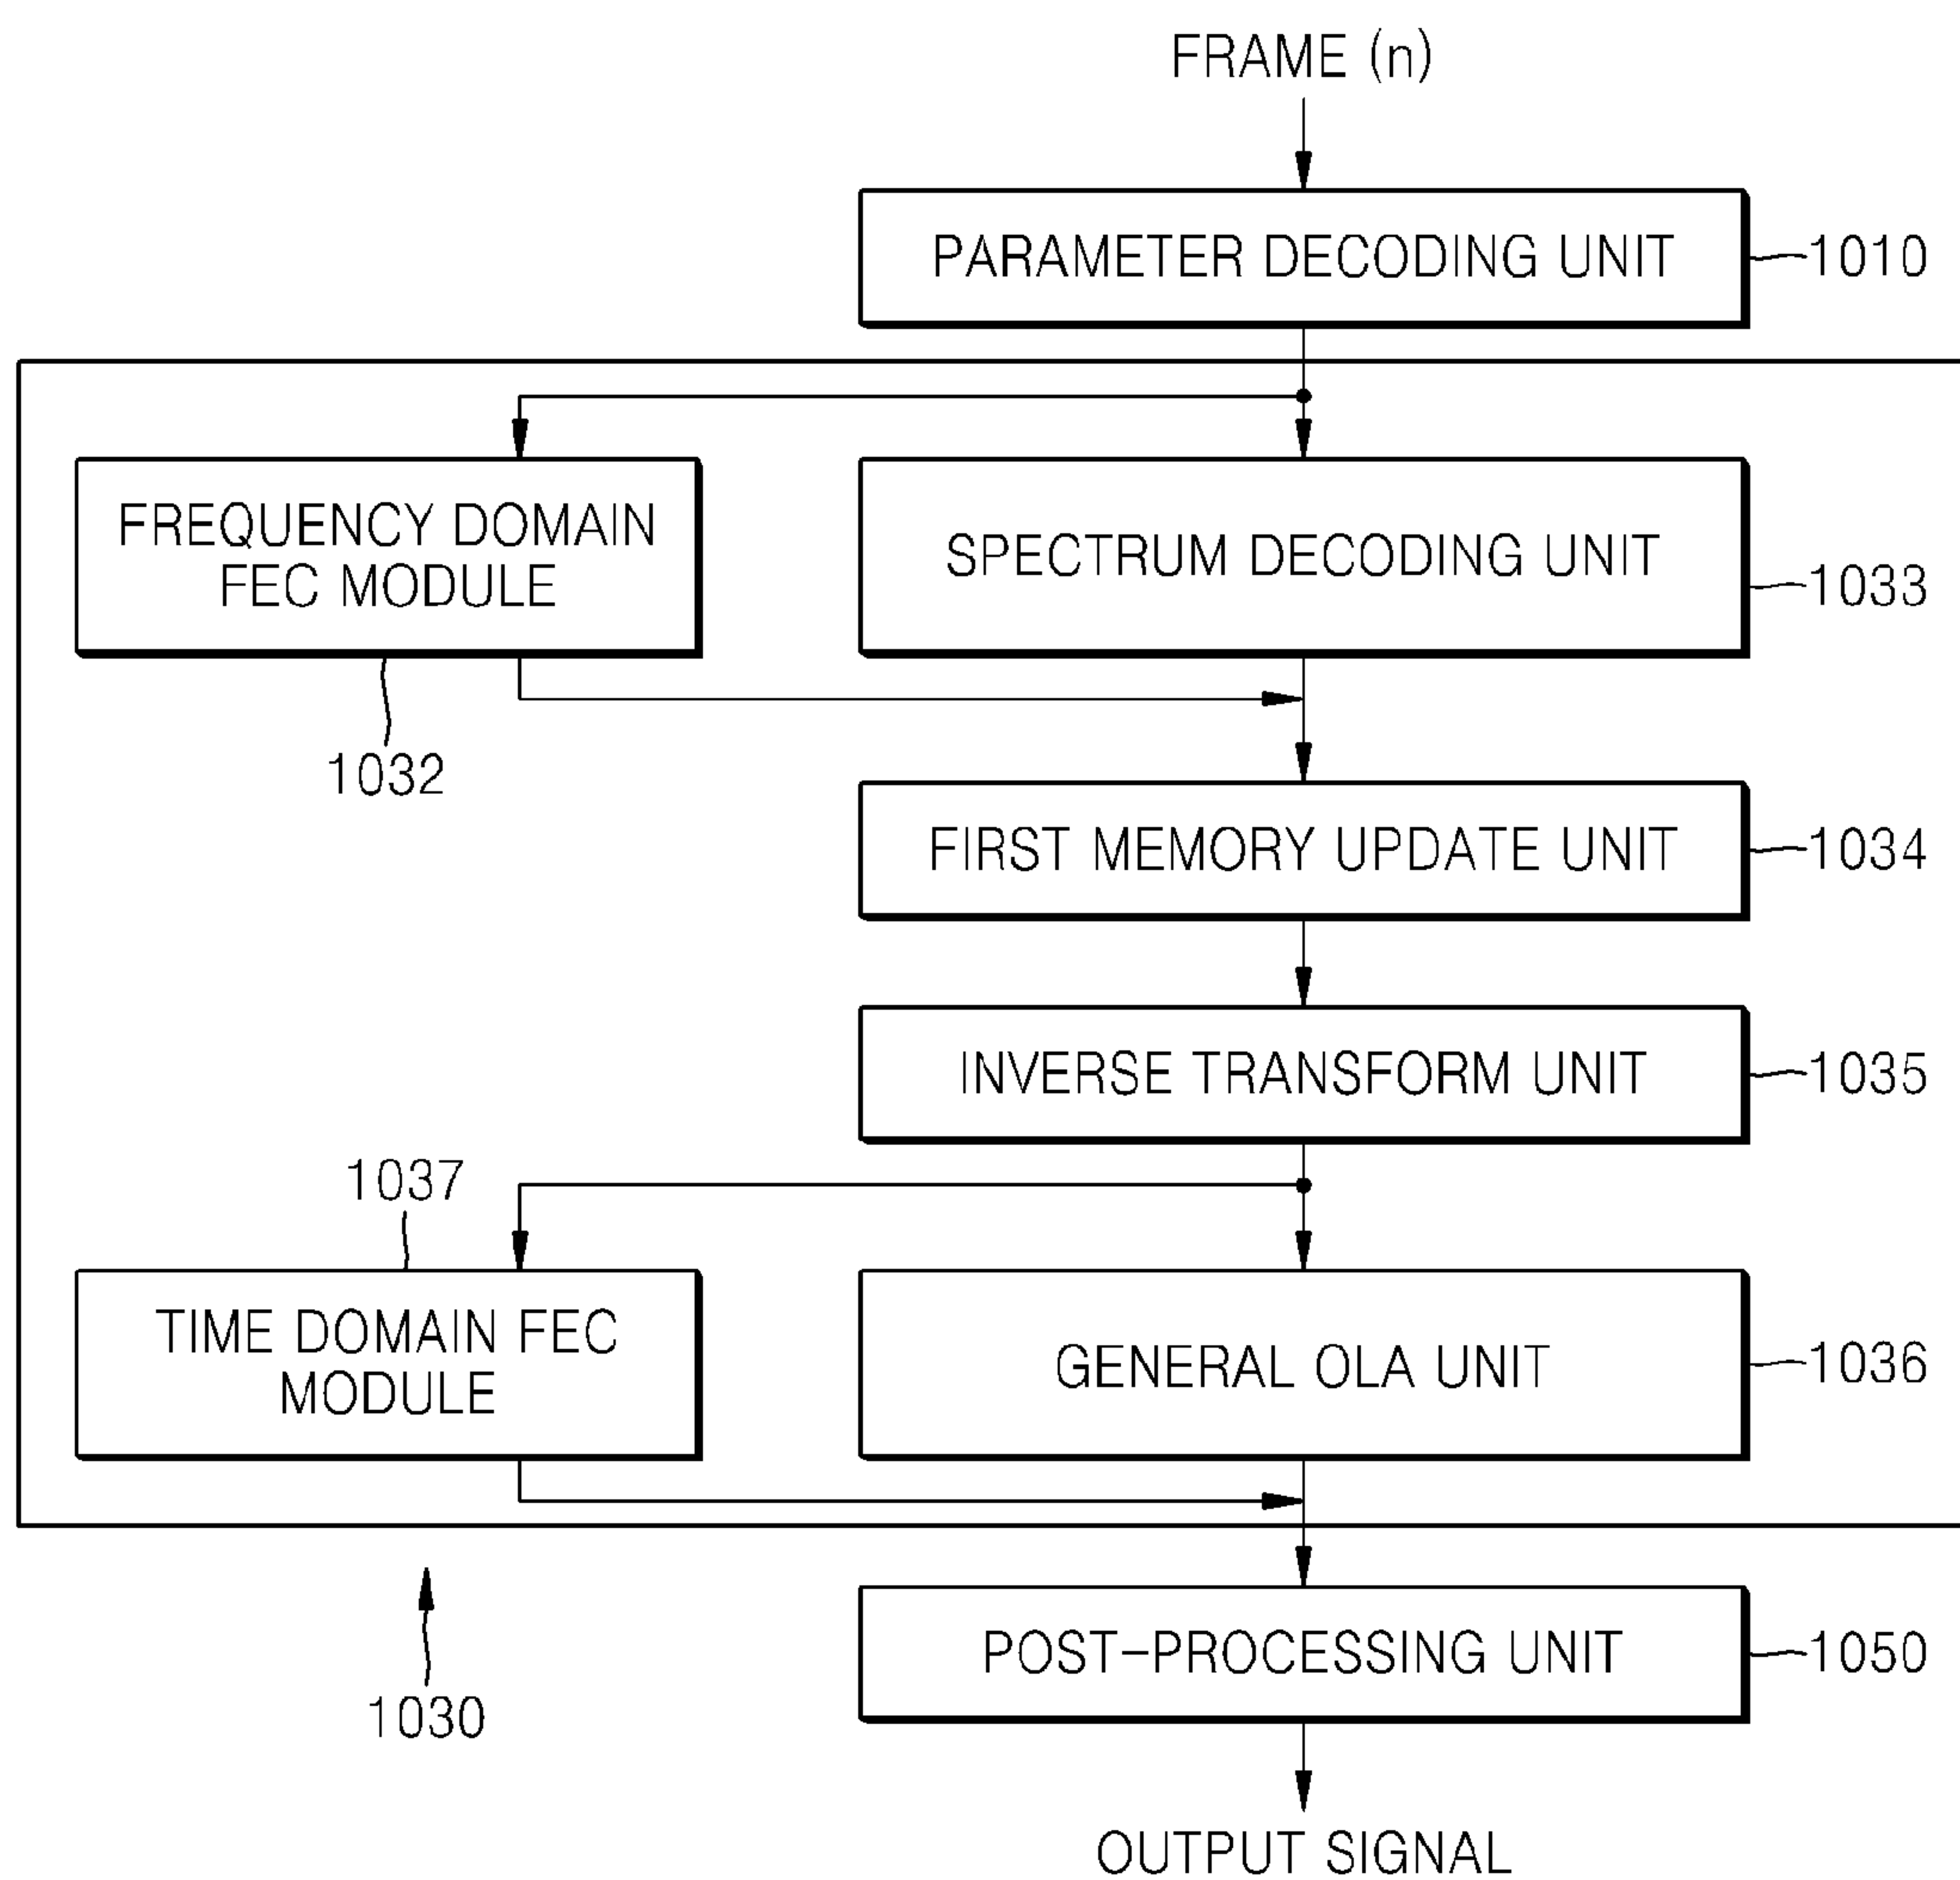 FRAME (n)
PARAMETER DECODING UNIT
1010
FREQUENCY DOMAIN
FEC MODULE
1032
SPECTRUM DECODING UNIT
1033
FIRST MEMORY UPDATE UNIT
1034
INVERSE TRANSFORM UNIT
1035
1037
TIME DOMAIN FEC
MODULE
GENERAL OLA UNIT
1036
1030
POST-PROCESSING UNIT
1050
OUTPUT SIGNAL